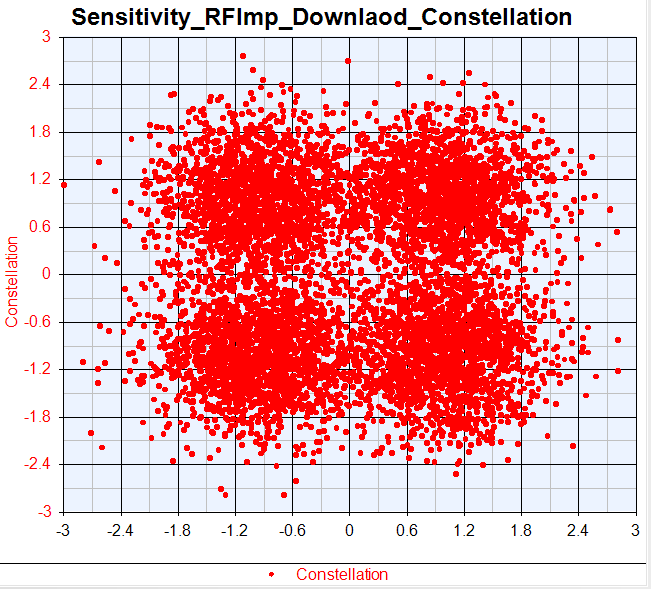 Sensitivity_RFImp_Downlaod_Constellation
3
2.4
1.8
1.2
0.6
0
-0.6
-1.2
-1.8
-2.4
-3
Constellation
-3 -2.4 -1.8 -1.2 -0.6 0 0.6 1.2 1.8 2.4 3
Constellation